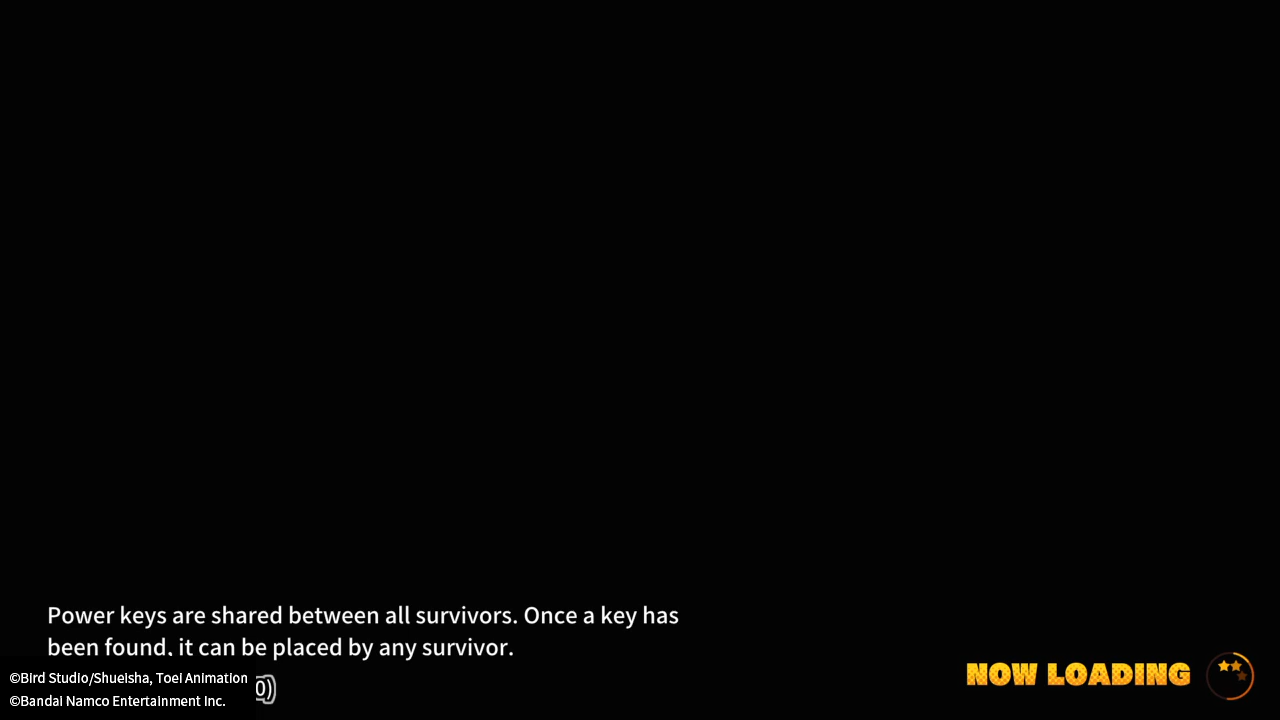 Power keys are shared between all survivors. Once a key has
been found, it can be placed by any survivor.
NOW LOADING
©Bird Studio/Shueisha, Toei Animation
©Bandai Namco Entertainment Inc.